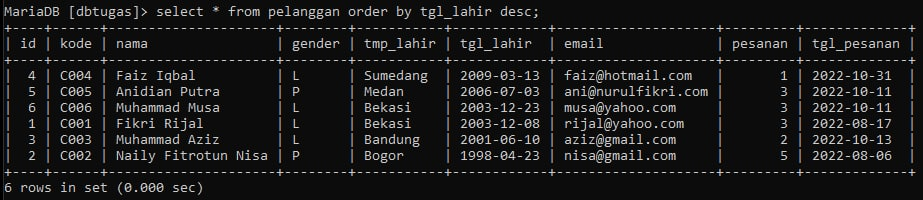 MariaDB [dbtugas]> select * from pelanggan order by tgl_lahir desc;
+----+------+---------------------+--------+-----------+------------+--------------------+---------+-------------+
| id | kode | nama                | gender | tmp_lahir | tgl_lahir  | email              | pesanan | tgl_pesanan |
+----+------+---------------------+--------+-----------+------------+--------------------+---------+-------------+
|  4 | C004 | Faiz Iqbal          | L      | Sumedang  | 2009-03-13 | faiz@hotmail.com   |       1 | 2022-10-31  |
|  5 | C005 | Anidian Putra       | P      | Medan     | 2006-07-03 | ani@nurulfikri.com |       3 | 2022-10-11  |
|  6 | C006 | Muhammad Musa       | L      | Bekasi    | 2003-12-23 | musa@yahoo.com     |       3 | 2022-10-11  |
|  1 | C001 | Fikri Rijal         | L      | Bekasi    | 2003-12-08 | rijal@yahoo.com    |       3 | 2022-08-17  |
|  3 | C003 | Muhammad Aziz       | L      | Bandung   | 2001-06-10 | aziz@gmail.com     |       2 | 2022-10-13  |
|  2 | C002 | Naily Fitrotun Nisa | P      | Bogor     | 1998-04-23 | nisa@gmail.com     |       5 | 2022-08-06  |
+----+------+---------------------+--------+-----------+------------+--------------------+---------+-------------+
6 rows in set (0.000 sec)